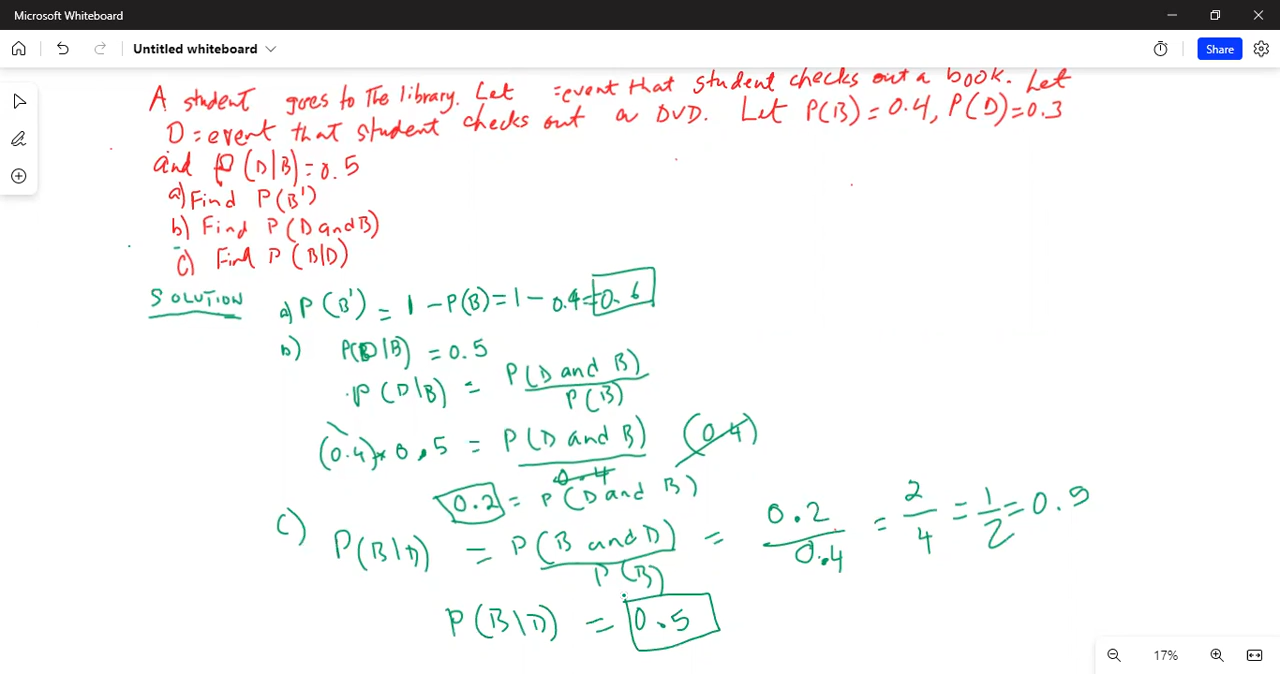 Microsoft Whiteboard
Untitled whiteboard
Share
A student goes to the library. Let =event that student checks out a book. Let
D = event that student checks out a DVD. Let P(B)=0.4, P(D)=0.3
and P(D|B)=0.5
a) Find P(B')
b) Find P(D and B)
c) Find P(B|D)
SOLUTION
a) P(B') = 1 - P(B) = 1 - 0.4 = 0.6
b) P(D|B) = 0.5
P(D|B) = P(D and B) / P(B)
(0.4)* 0.5 = P(D and B) / 0.4 (0.4)
0.2 = P(D and B)
c) P(B|D) = P(B and D) / P(B) = 0.2 / 0.4 = 2/4 = 1/2 = 0.5
P(B|D) = 0.5
17%